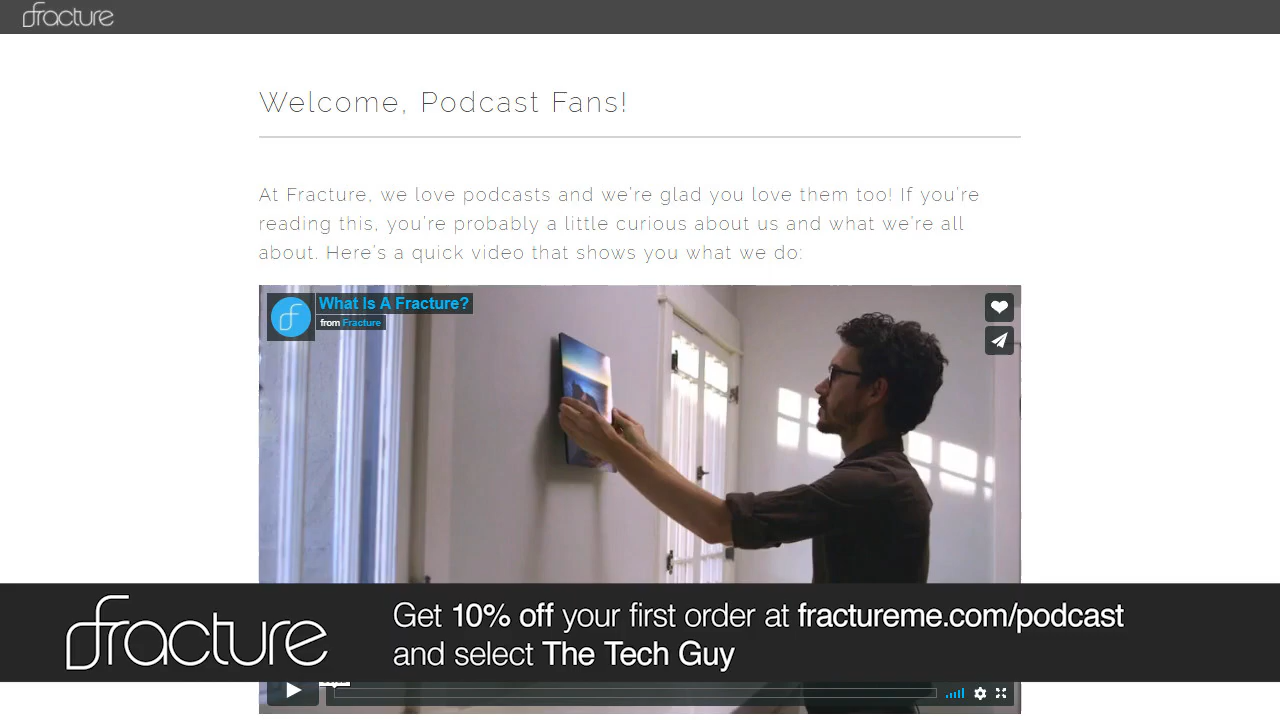 fracture
Welcome, Podcast Fans!
At Fracture, we love podcasts and we're glad you love them too! If you're
reading this, you're probably a little curious about us and what we're all
about. Here's a quick video that shows you what we do:
What Is A Fracture?
from Fracture
fracture
Get 10% off your first order at fractureme.com/podcast
and select The Tech Guy